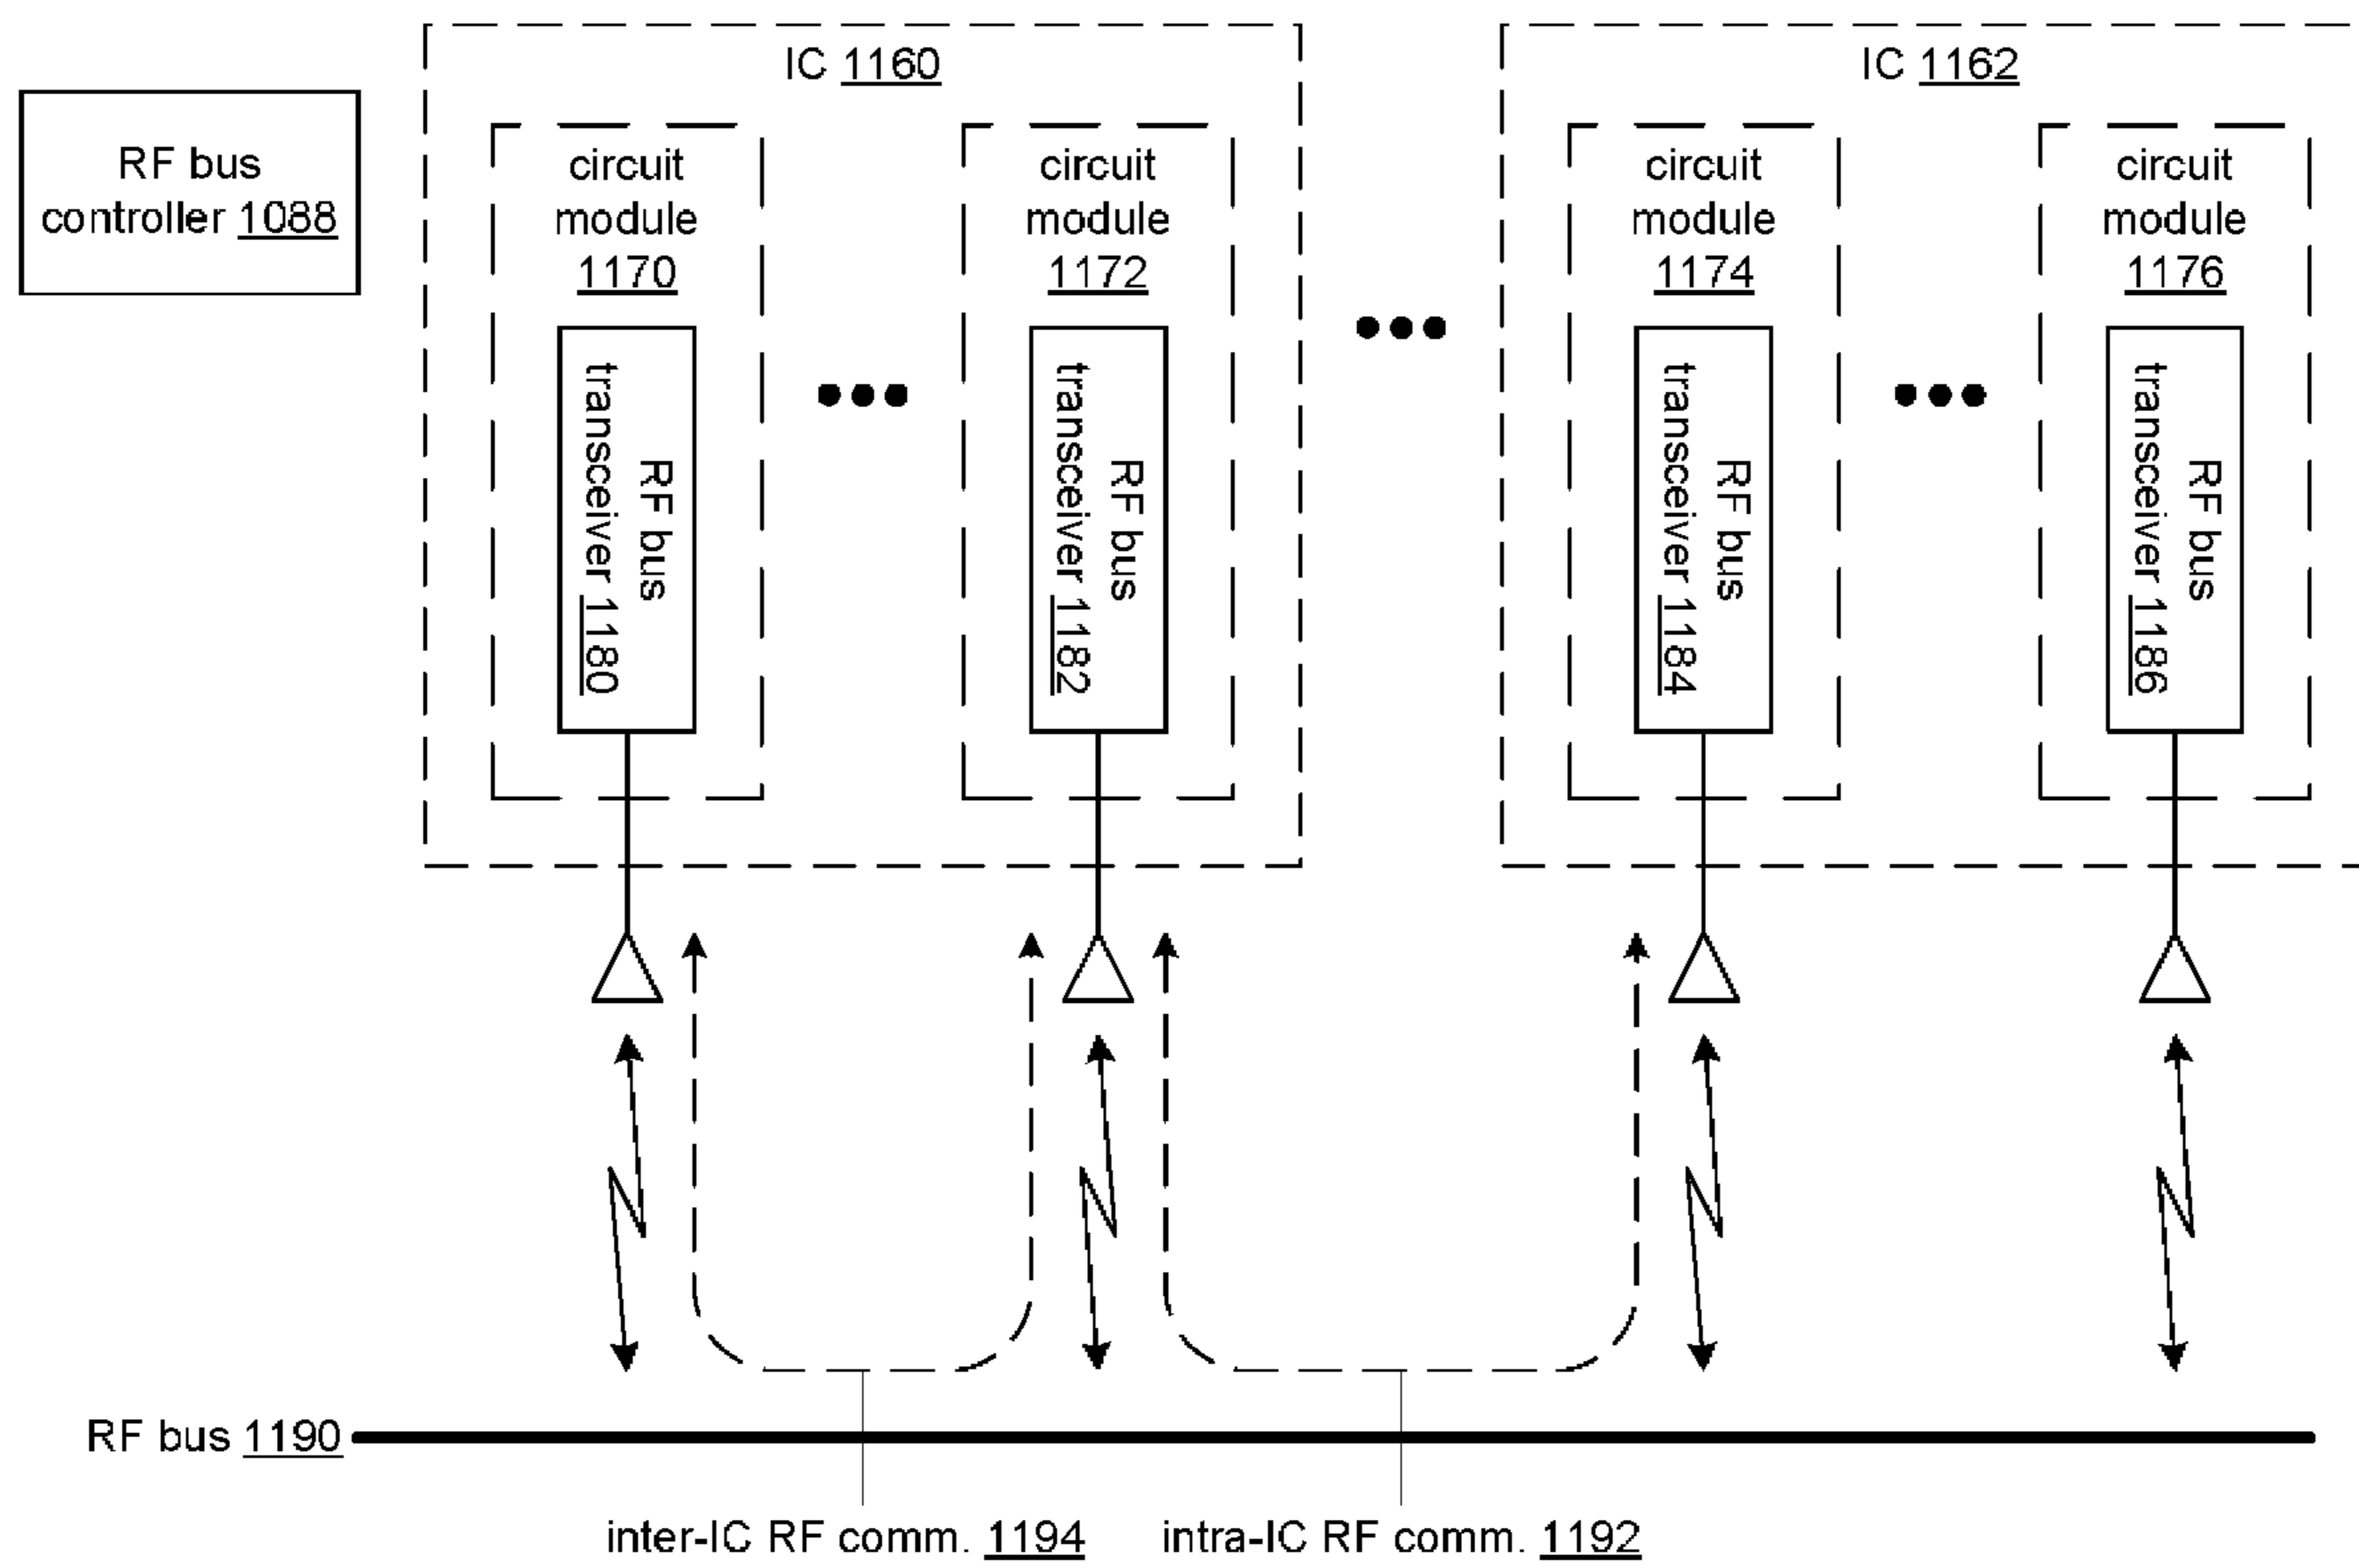 IC 1160
IC 1162
RF bus
controller 1088
circuit
module
1170
circuit
module
1172
circuit
module
1174
circuit
module
1176
RF bus
transceiver 1180
RF bus
transceiver 1182
RF bus
transceiver 1184
RF bus
transceiver 1186
RF bus 1190
inter-IC RF comm. 1194
intra-IC RF comm. 1192